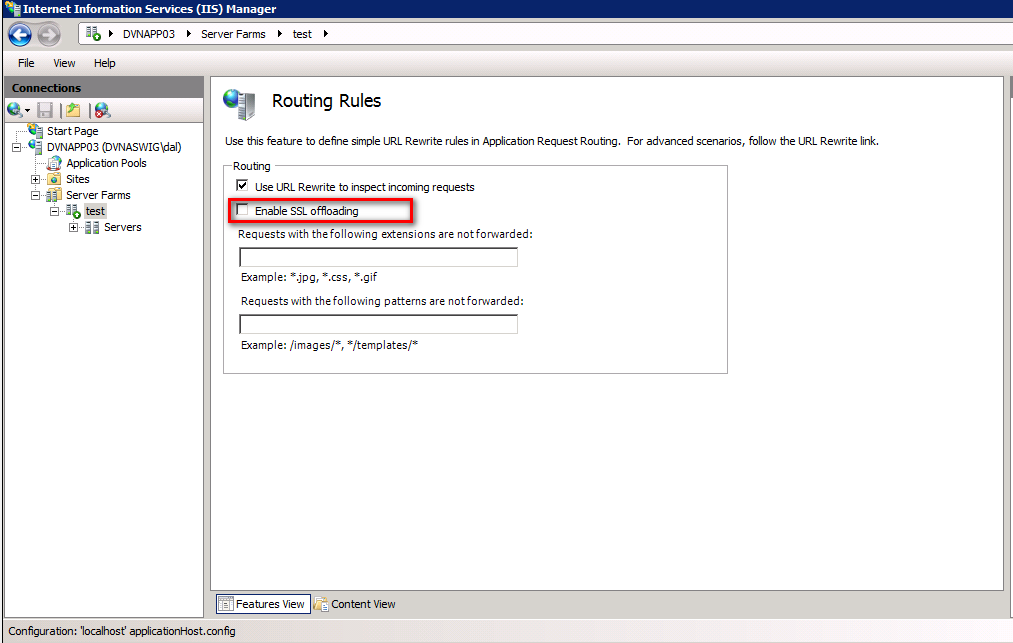 Internet Information Services (IIS) Manager
DVNAPP03 Server Farms test
File View Help
Connections
Start Page
DVNAPP03 (DVNASWIG\dal)
Application Pools
Sites
Server Farms
test
Servers
Routing Rules
Use this feature to define simple URL Rewrite rules in Application Request Routing. For advanced scenarios, follow the URL Rewrite link.
Routing
Use URL Rewrite to inspect incoming requests
Enable SSL offloading
Requests with the following extensions are not forwarded:
Example: *.jpg, *.css, *.gif
Requests with the following patterns are not forwarded:
Example: /images/*, */templates/*
Features View Content View
Configuration: 'localhost' applicationHost.config